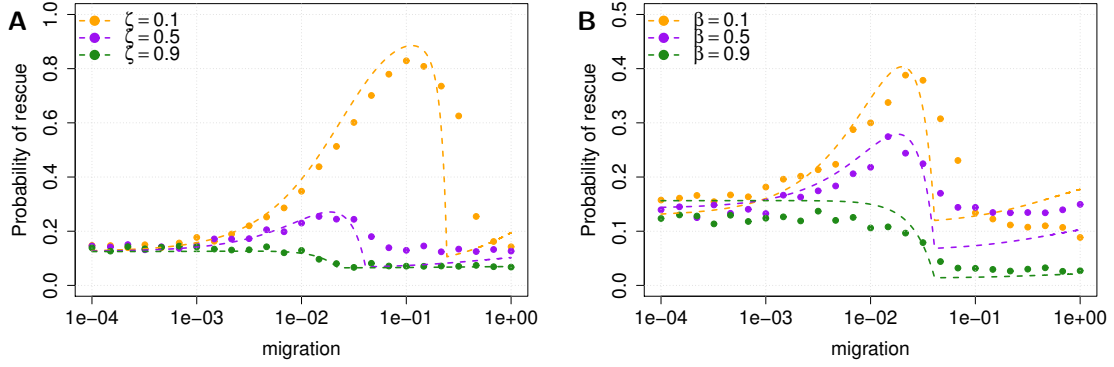 A
ζ = 0.1
ζ = 0.5
ζ = 0.9
Probability of rescue
1.0
0.8
0.6
0.4
0.2
0.0
1e−04 1e−03 1e−02 1e−01 1e+00
migration
B
β = 0.1
β = 0.5
β = 0.9
Probability of rescue
0.5
0.4
0.3
0.2
0.1
0.0
1e−04 1e−03 1e−02 1e−01 1e+00
migration